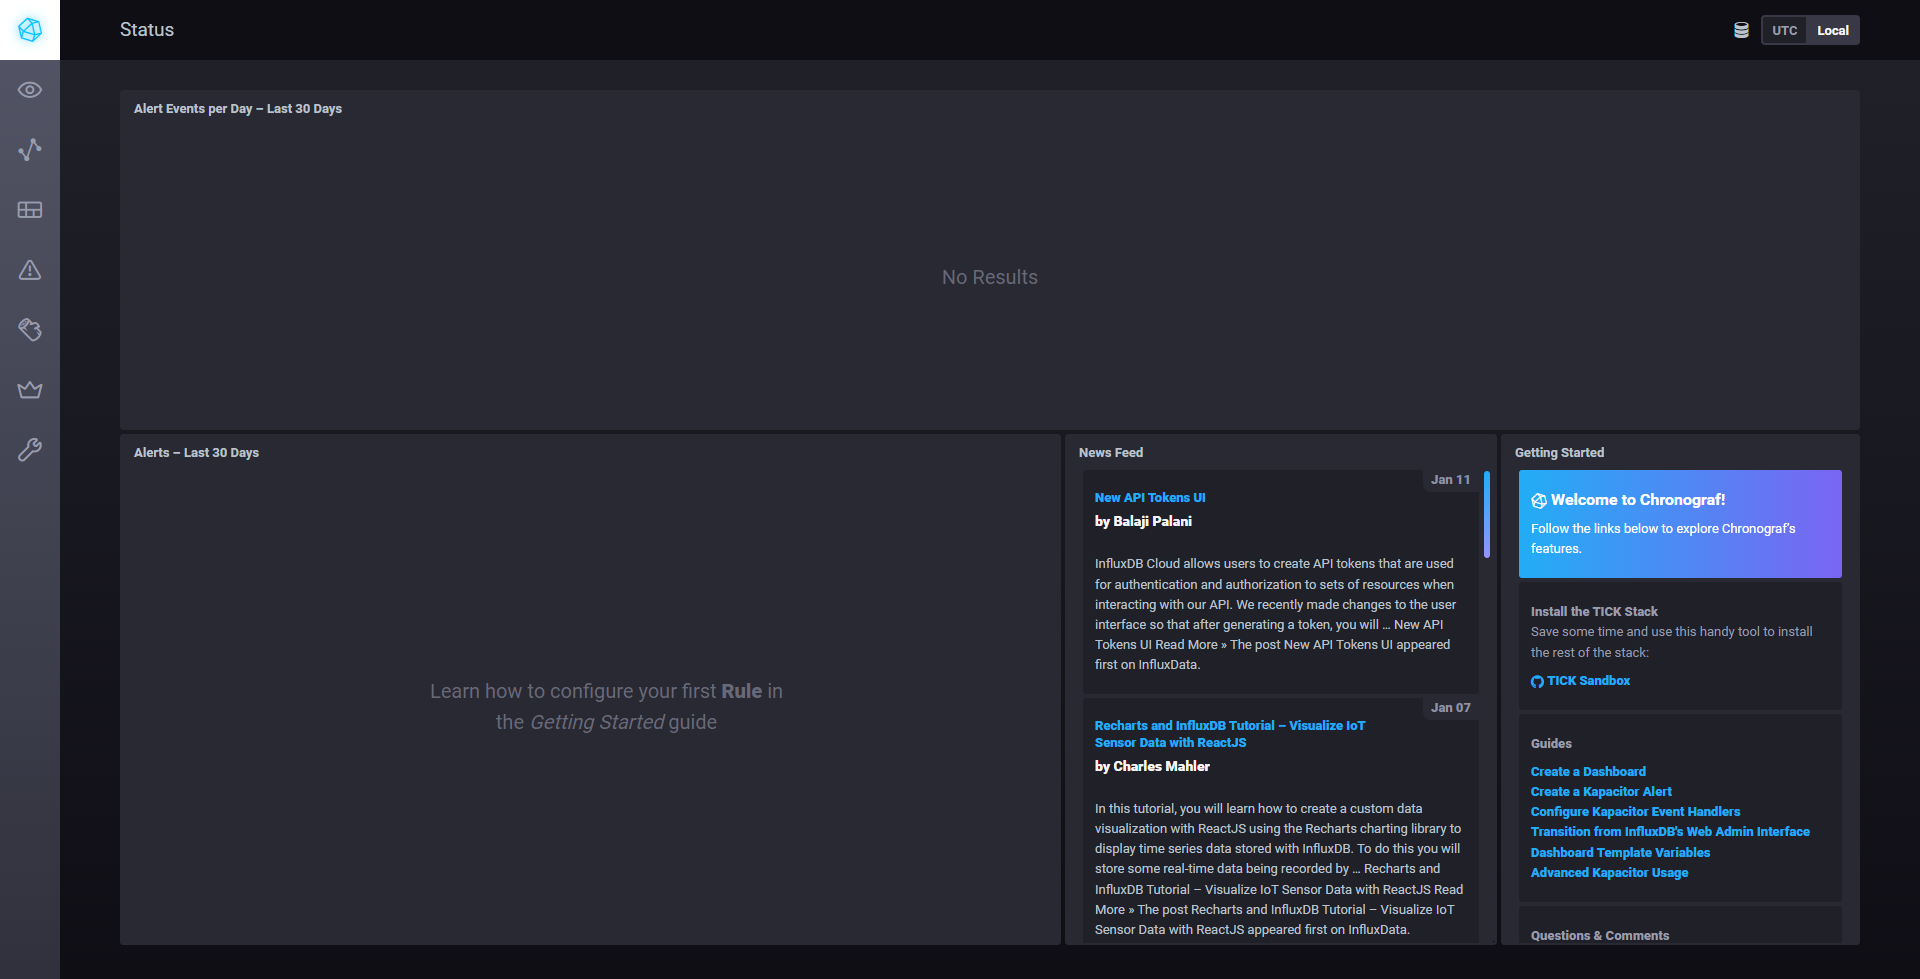 Status
UTC
Local
Alert Events per Day – Last 30 Days
No Results
Alerts – Last 30 Days
Learn how to configure your first Rule in
the Getting Started guide
News Feed
Jan 11
New API Tokens UI
by Balaji Palani
InfluxDB Cloud allows users to create API tokens that are used
for authentication and authorization to sets of resources when
interacting with our API. We recently made changes to the user
interface so that after generating a token, you will ... New API
Tokens UI Read More » The post New API Tokens UI appeared
first on InfluxData.
Jan 07
Recharts and InfluxDB Tutorial – Visualize IoT
Sensor Data with ReactJS
by Charles Mahler
In this tutorial, you will learn how to create a custom data
visualization with ReactJS using the Recharts charting library to
display time series data stored with InfluxDB. To do this you will
store some real-time data being recorded by ... Recharts and
InfluxDB Tutorial – Visualize IoT Sensor Data with ReactJS Read
More » The post Recharts and InfluxDB Tutorial – Visualize IoT
Sensor Data with ReactJS appeared first on InfluxData.
Getting Started
Welcome to Chronograf!
Follow the links below to explore Chronograf's
features.
Install the TICK Stack
Save some time and use this handy tool to install
the rest of the stack:
TICK Sandbox
Guides
Create a Dashboard
Create a Kapacitor Alert
Configure Kapacitor Event Handlers
Transition from InfluxDB's Web Admin Interface
Dashboard Template Variables
Advanced Kapacitor Usage
Questions & Comments